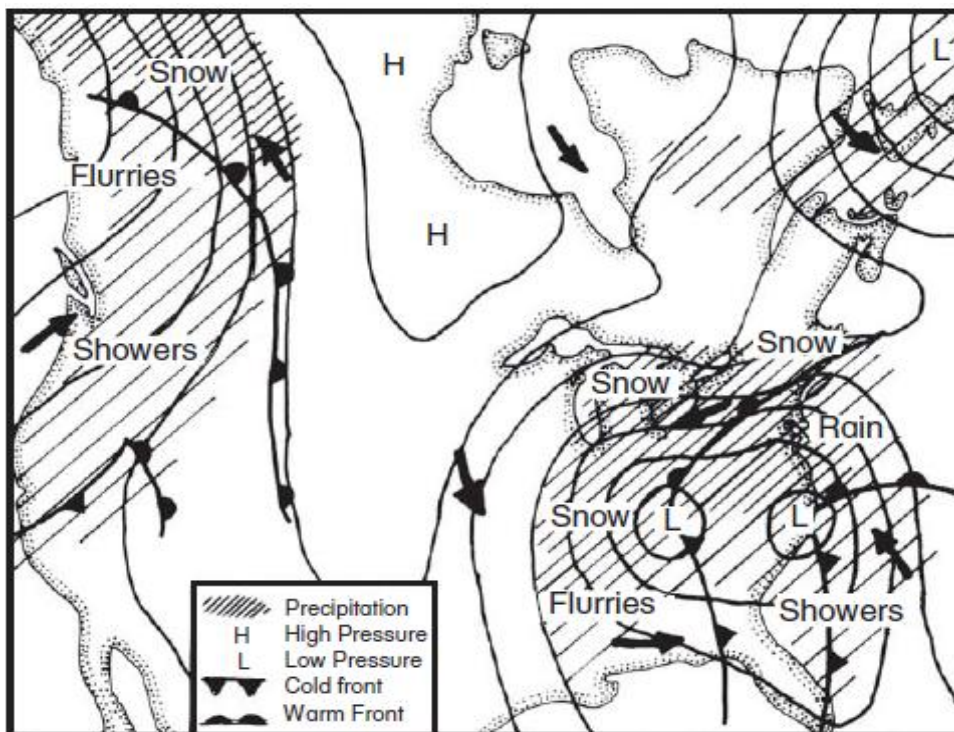 H
L
Snow
Flurries
H
Showers
Snow
Snow
Rain
Snow
L
L
Flurries
Showers
Precipitation
H High Pressure
L Low Pressure
Cold front
Warm Front